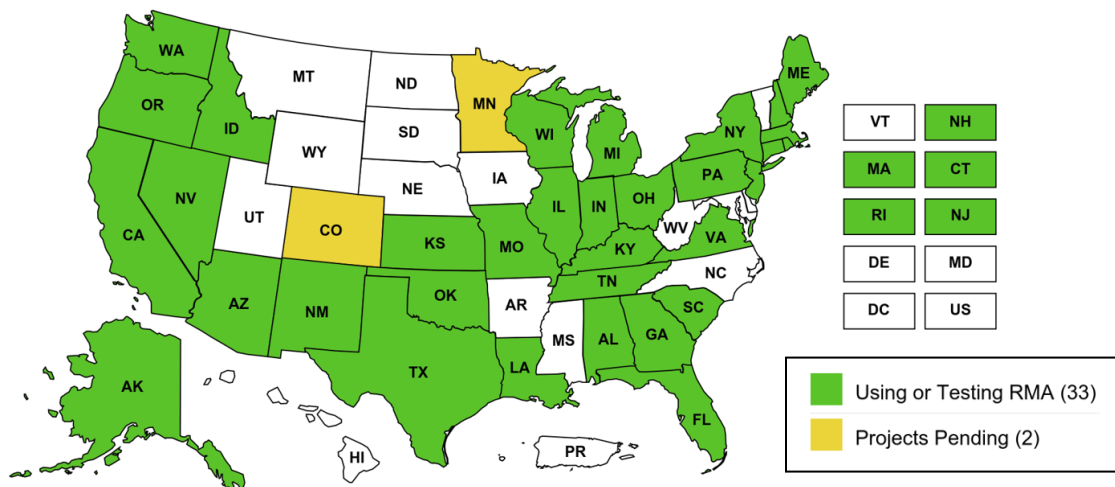 WA
MT
ND
MN
ME
OR
ID
SD
WI
NY
WY
MI
IA
PA
NE
NV
UT
CO
IL
IN
OH
WV
VA
CA
KS
MO
KY
NC
TN
AZ
NM
OK
AR
SC
MS
AL
GA
TX
LA
AK
FL
HI
PR
VT NH
MA CT
RI NJ
DE MD
DC US
Using or Testing RMA (33)
Projects Pending (2)